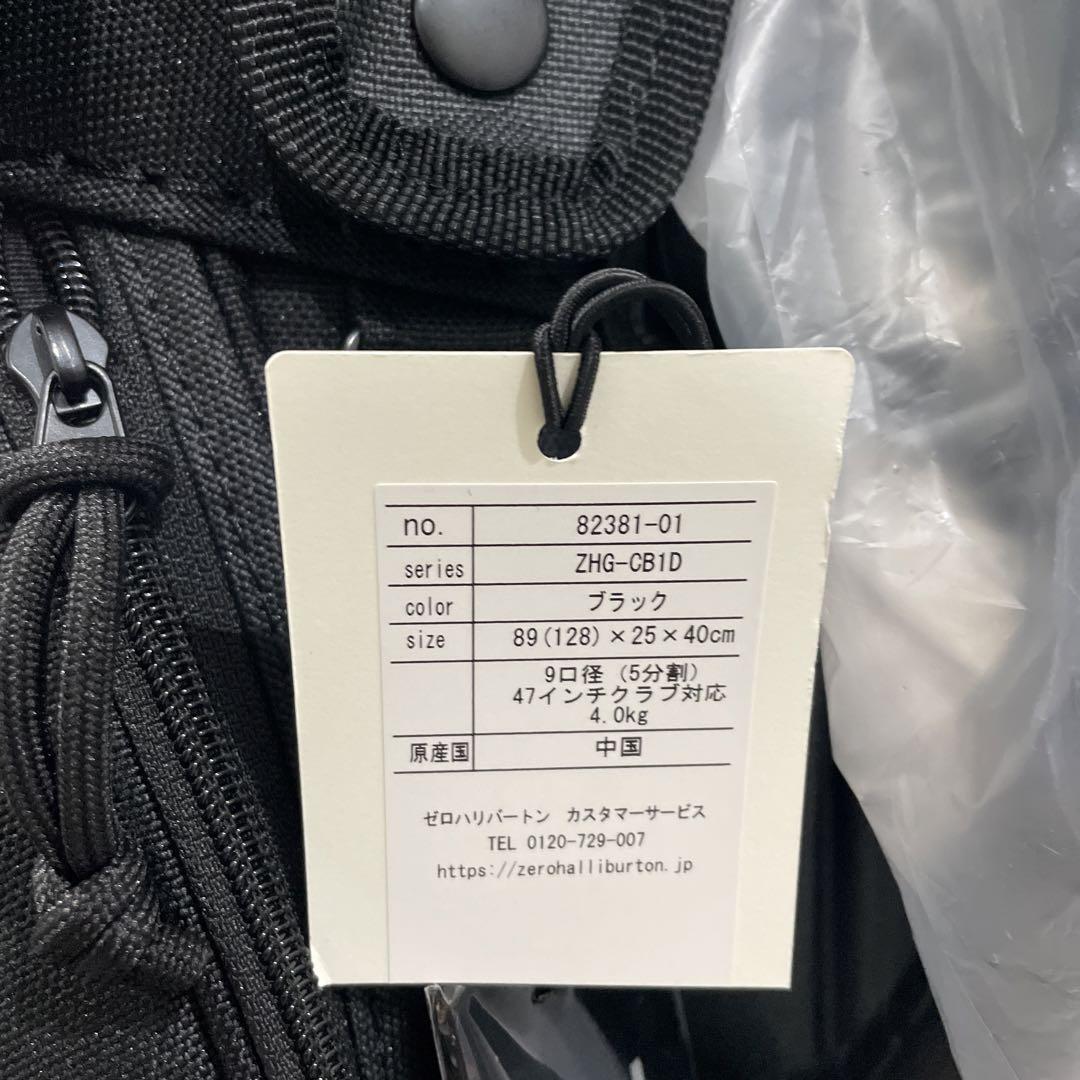 no. 82381-01
series ZHG-CB1D
color ブラック
size 89(128)×25×40cm
9口径 (5分割)
47インチクラブ対応
4.0kg
原産国 中国
ゼロハリバートン カスタマーサービス
TEL 0120-729-007
https://zerohalliburton.jp